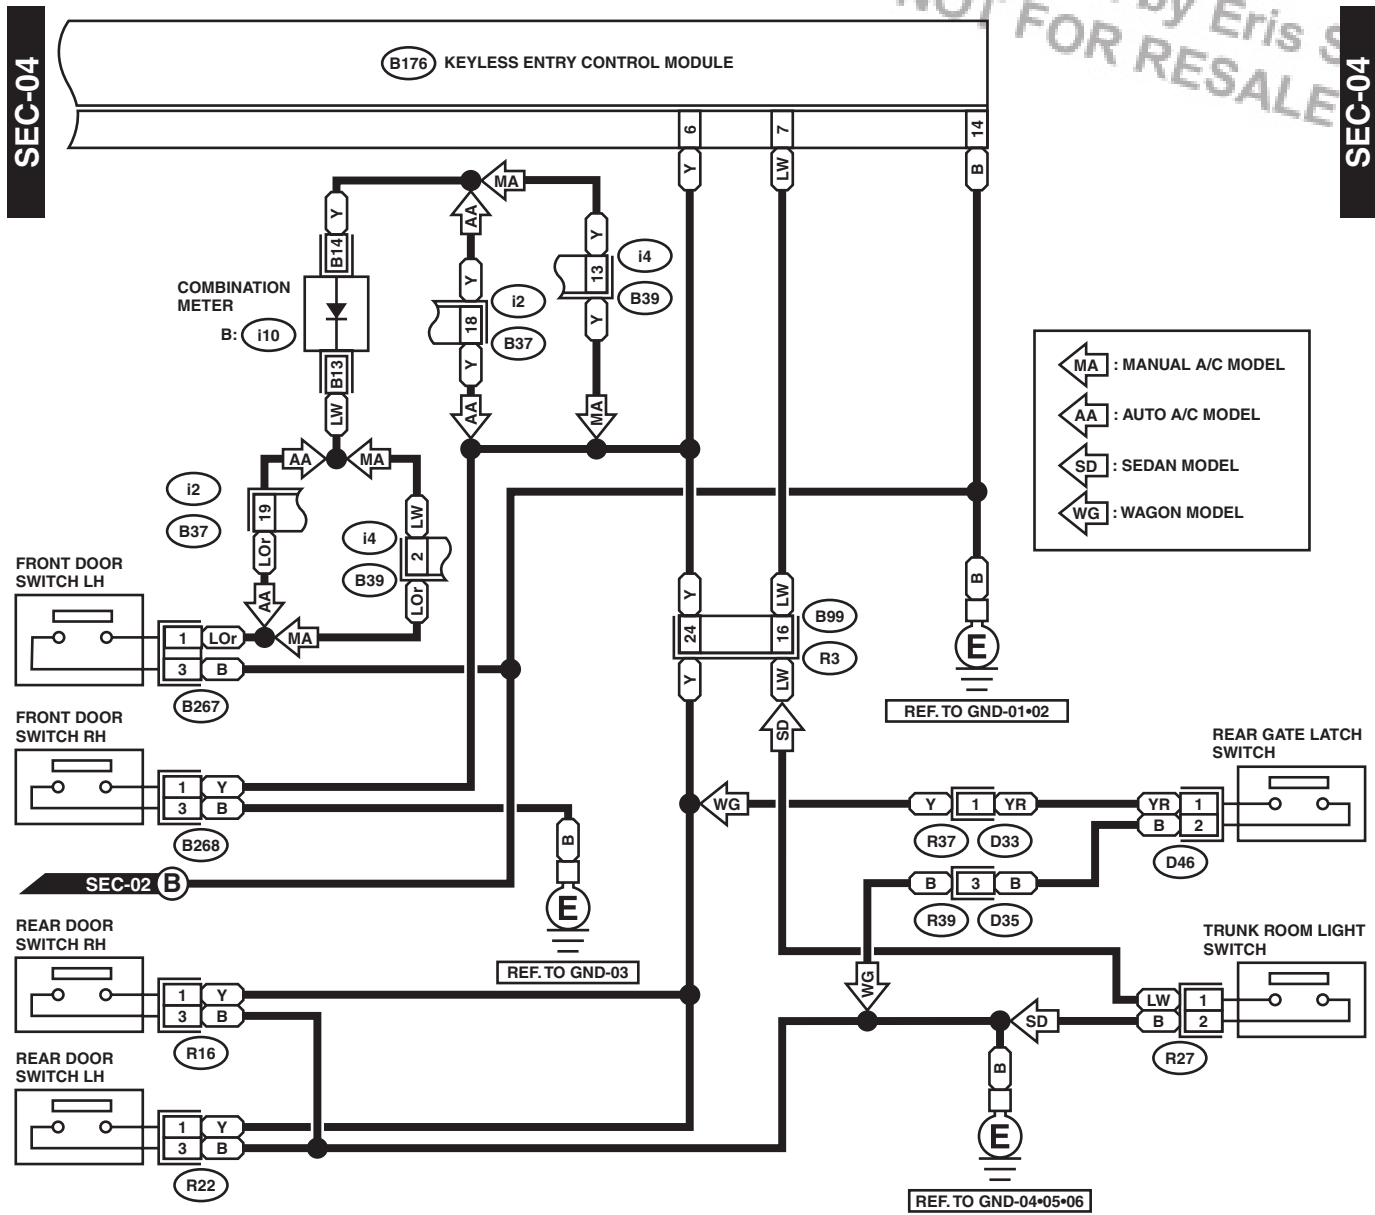 by Eris S
NOT FOR RESALE
SEC-04
SEC-04
B176 KEYLESS ENTRY CONTROL MODULE
6
7
14
Y
LW
B
MA
AA
Y
Y
B14
COMBINATION
METER
B: i10
B13
LW
Y
18
Y
AA
i2
B37
13
Y
MA
i4
B39
MA : MANUAL A/C MODEL
AA : AUTO A/C MODEL
SD : SEDAN MODEL
WG : WAGON MODEL
AA
MA
i2
B37
19
LOr
AA
i4
B39
LW
2
LOr
MA
FRONT DOOR
SWITCH LH
1 LOr
3 B
B267
Y
LW
24
16
Y
LW
B99
R3
SD
B
E
REF. TO GND-01•02
FRONT DOOR
SWITCH RH
1 Y
3 B
B268
B
E
REF. TO GND-03
SEC-02 B
REAR GATE LATCH
SWITCH
WG
Y 1 YR
R37 D33
YR 1
B 2
D46
B 3 B
R39 D35
WG
TRUNK ROOM LIGHT
SWITCH
LW 1
B 2
R27
SD
B
E
REF. TO GND-04•05•06
REAR DOOR
SWITCH RH
1 Y
3 B
R16
REAR DOOR
SWITCH LH
1 Y
3 B
R22